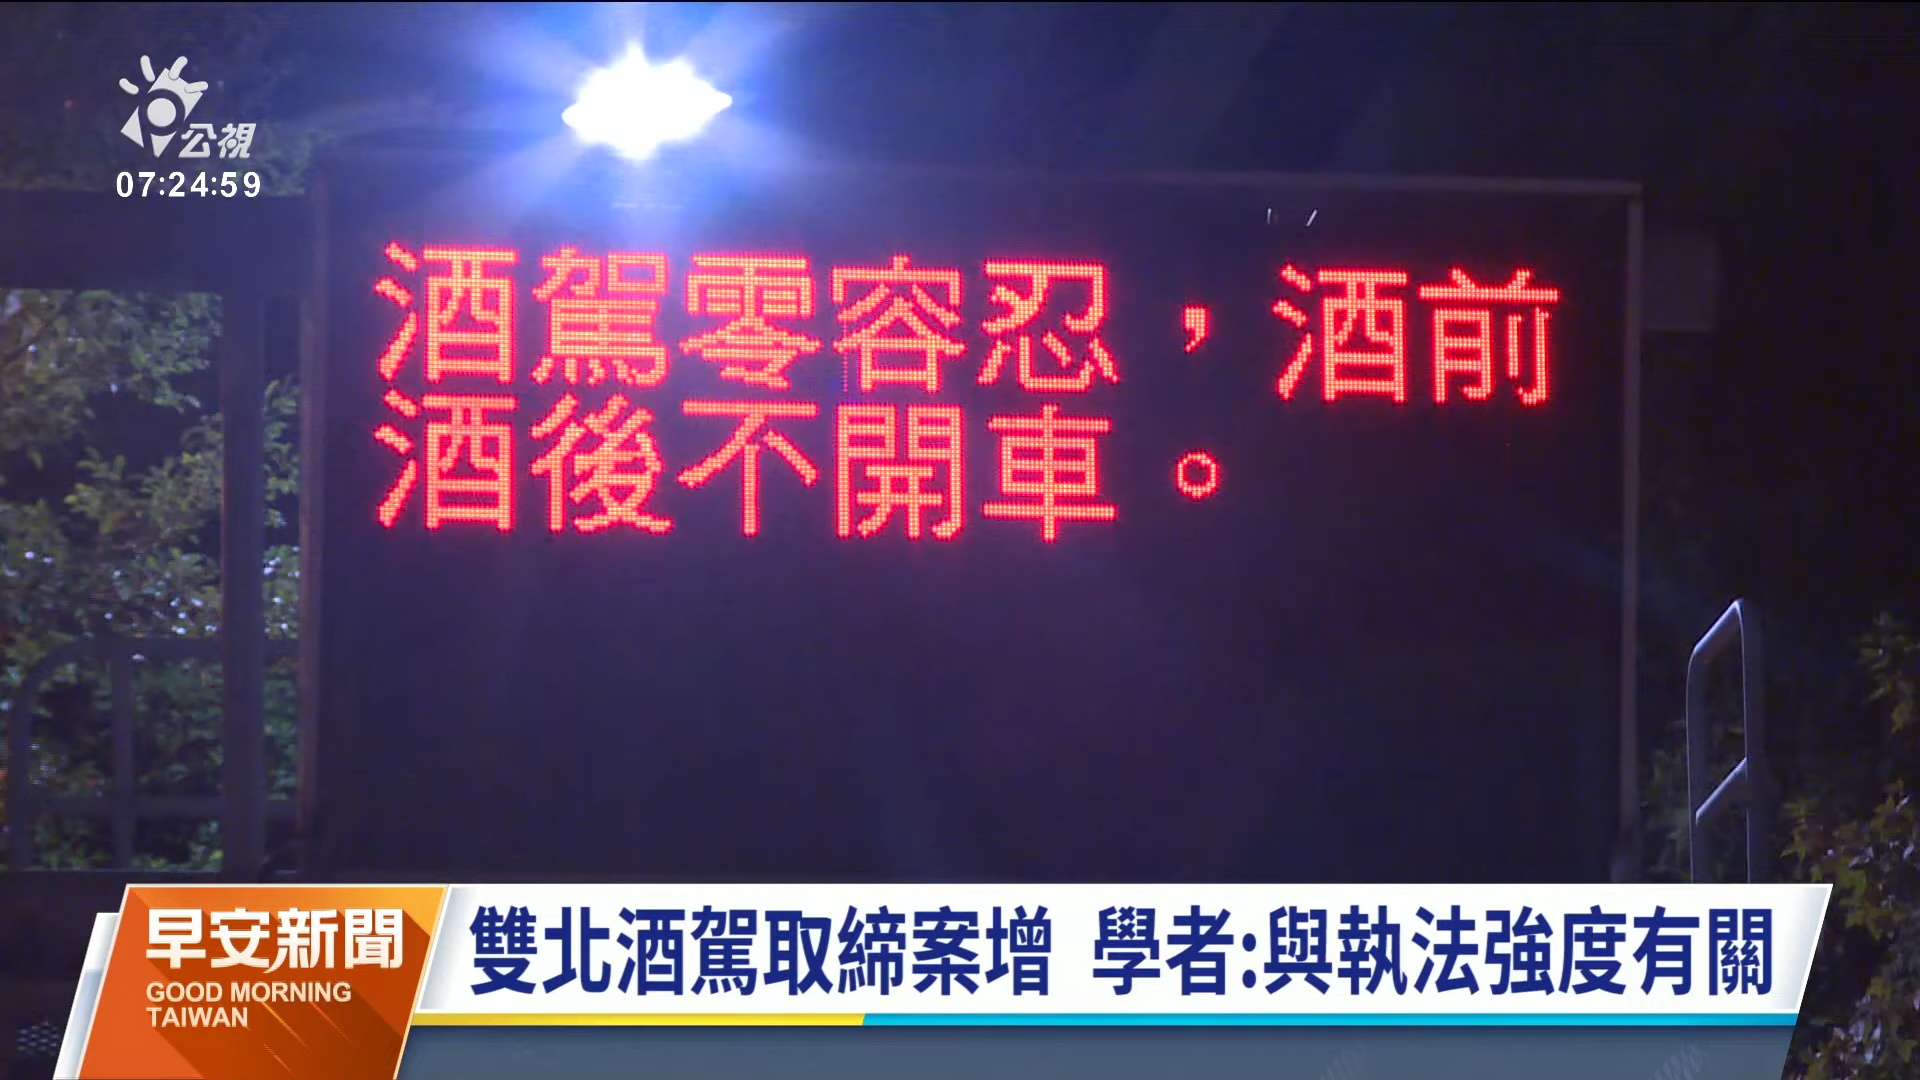 公視
07:24:59
酒駕零容忍，酒前
酒後不開車。
早安新聞
GOOD MORNING
TAIWAN
雙北酒駕取締案增 學者:與執法強度有關